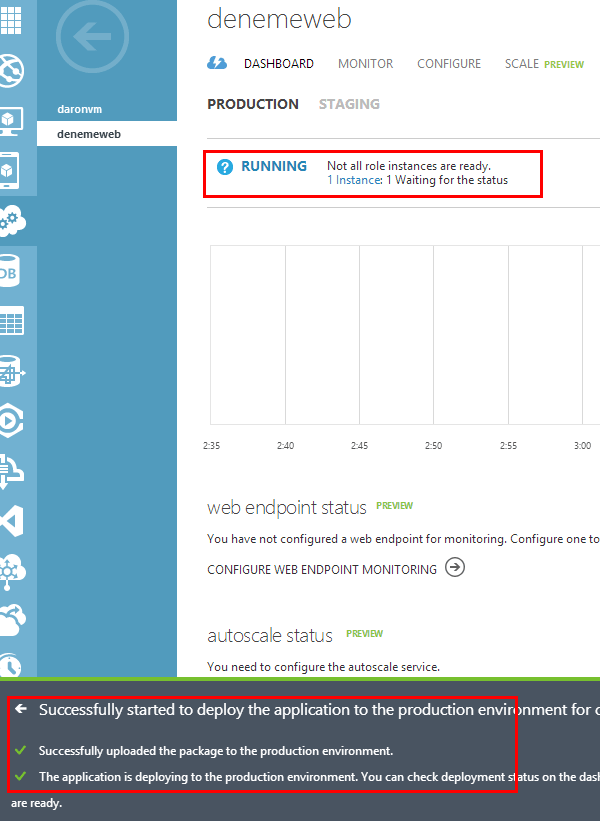 denemeweb
DASHBOARD MONITOR CONFIGURE SCALE PREVIEW
daronvm
denemeweb
PRODUCTION STAGING
? RUNNING Not all role instances are ready.
1 Instance: 1 Waiting for the status
DB
2:35 2:40 2:45 2:50 2:55 3:00
web endpoint status PREVIEW
You have not configured a web endpoint for monitoring. Configure one to
CONFIGURE WEB ENDPOINT MONITORING
autoscale status PREVIEW
You need to configure the autoscale service.
Successfully started to deploy the application to the production environment for
Successfully uploaded the package to the production environment.
The application is deploying to the production environment. You can check deployment status on the
are ready.